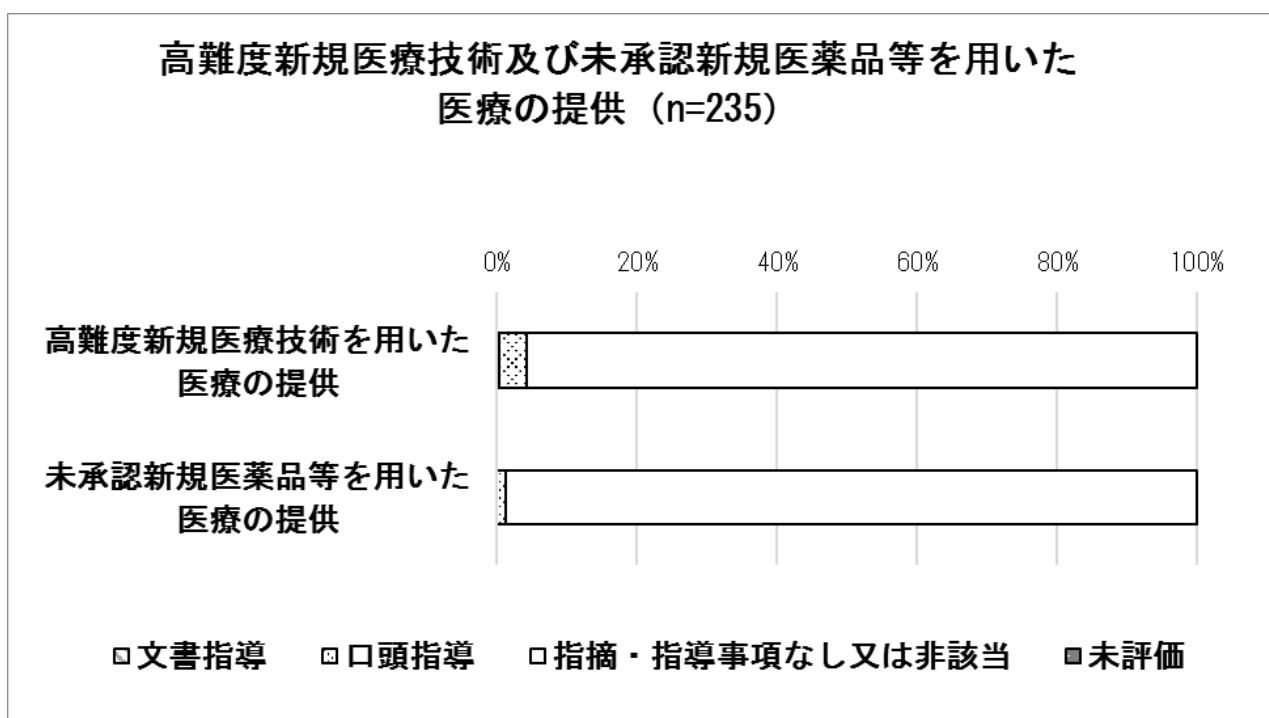 高難度新規医療技術及び未承認新規医薬品等を用いた
医療の提供 (n=235)
0% 20% 40% 60% 80% 100%
高難度新規医療技術を用いた
医療の提供
未承認新規医薬品等を用いた
医療の提供
文書指導 口頭指導 指摘・指導事項なし又は非該当 未評価